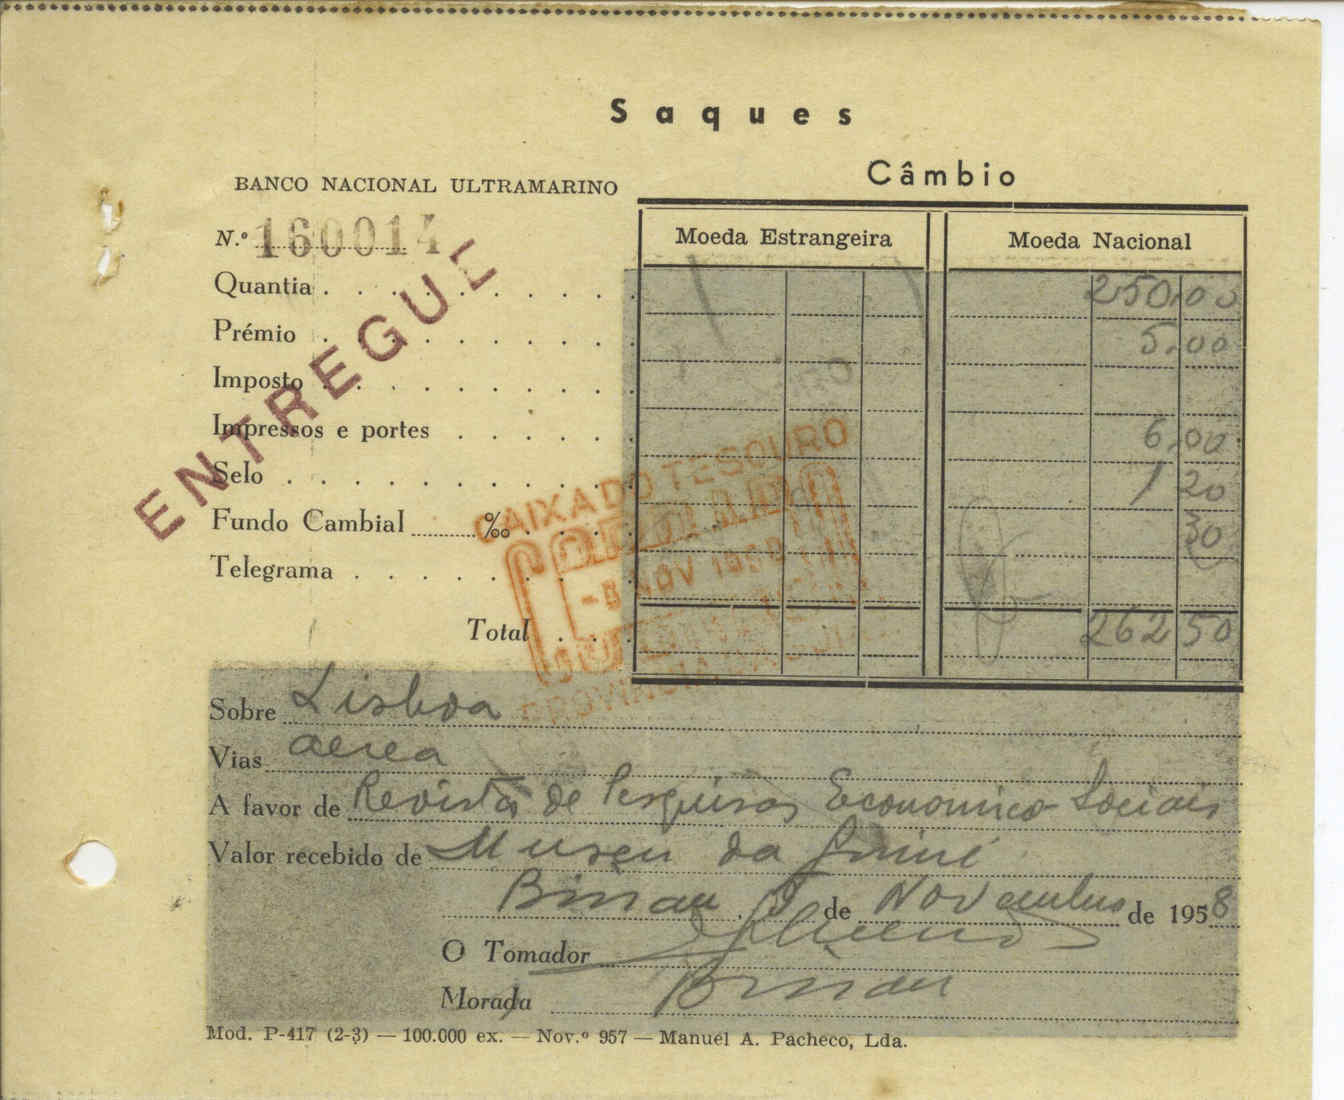 Saques
Câmbio
BANCO NACIONAL ULTRAMARINO
N.º 160014
Moeda Estrangeira
Moeda Nacional
Quantia . . . . . . . . 250,00
Prémio . . . . . . . . 5,00
Imposto . . . . . . . .
Impressos e portes . . . . . 6,00
Selo . . . . . . . . . 1 20
Fundo Cambial ........‰ . . . 30
Telegrama . . . . . . .
Total . . . 262 50
ENTREGUE
CAIXA DO TESOURO
-5 NOV 1958
Sobre Lisboa
Vias aerea
A favor de Revista de Pesquisas Economico Sociais
Valor recebido de Museu da Guiné
Bissau, 5 de Novembro de 1958
O Tomador
Morada Bissau
Mod. P-417 (2-3) — 100.000 ex. — Nov.º 957 — Manuel A. Pacheco, Lda.